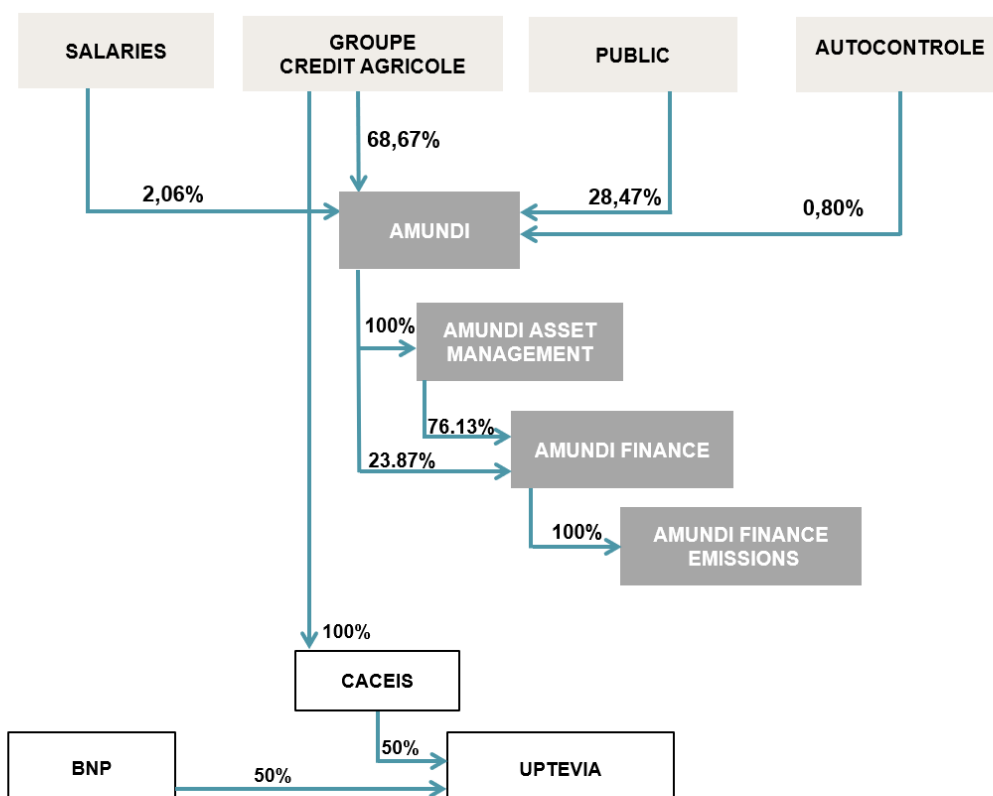 SALARIES
GROUPE
CREDIT AGRICOLE
PUBLIC
AUTOCONTROLE
68,67%
2,06%
28,47%
0,80%
AMUNDI
100%
AMUNDI ASSET
MANAGEMENT
76.13%
AMUNDI FINANCE
23.87%
100%
AMUNDI FINANCE
EMISSIONS
100%
CACEIS
50%
BNP
50%
UPTEVIA